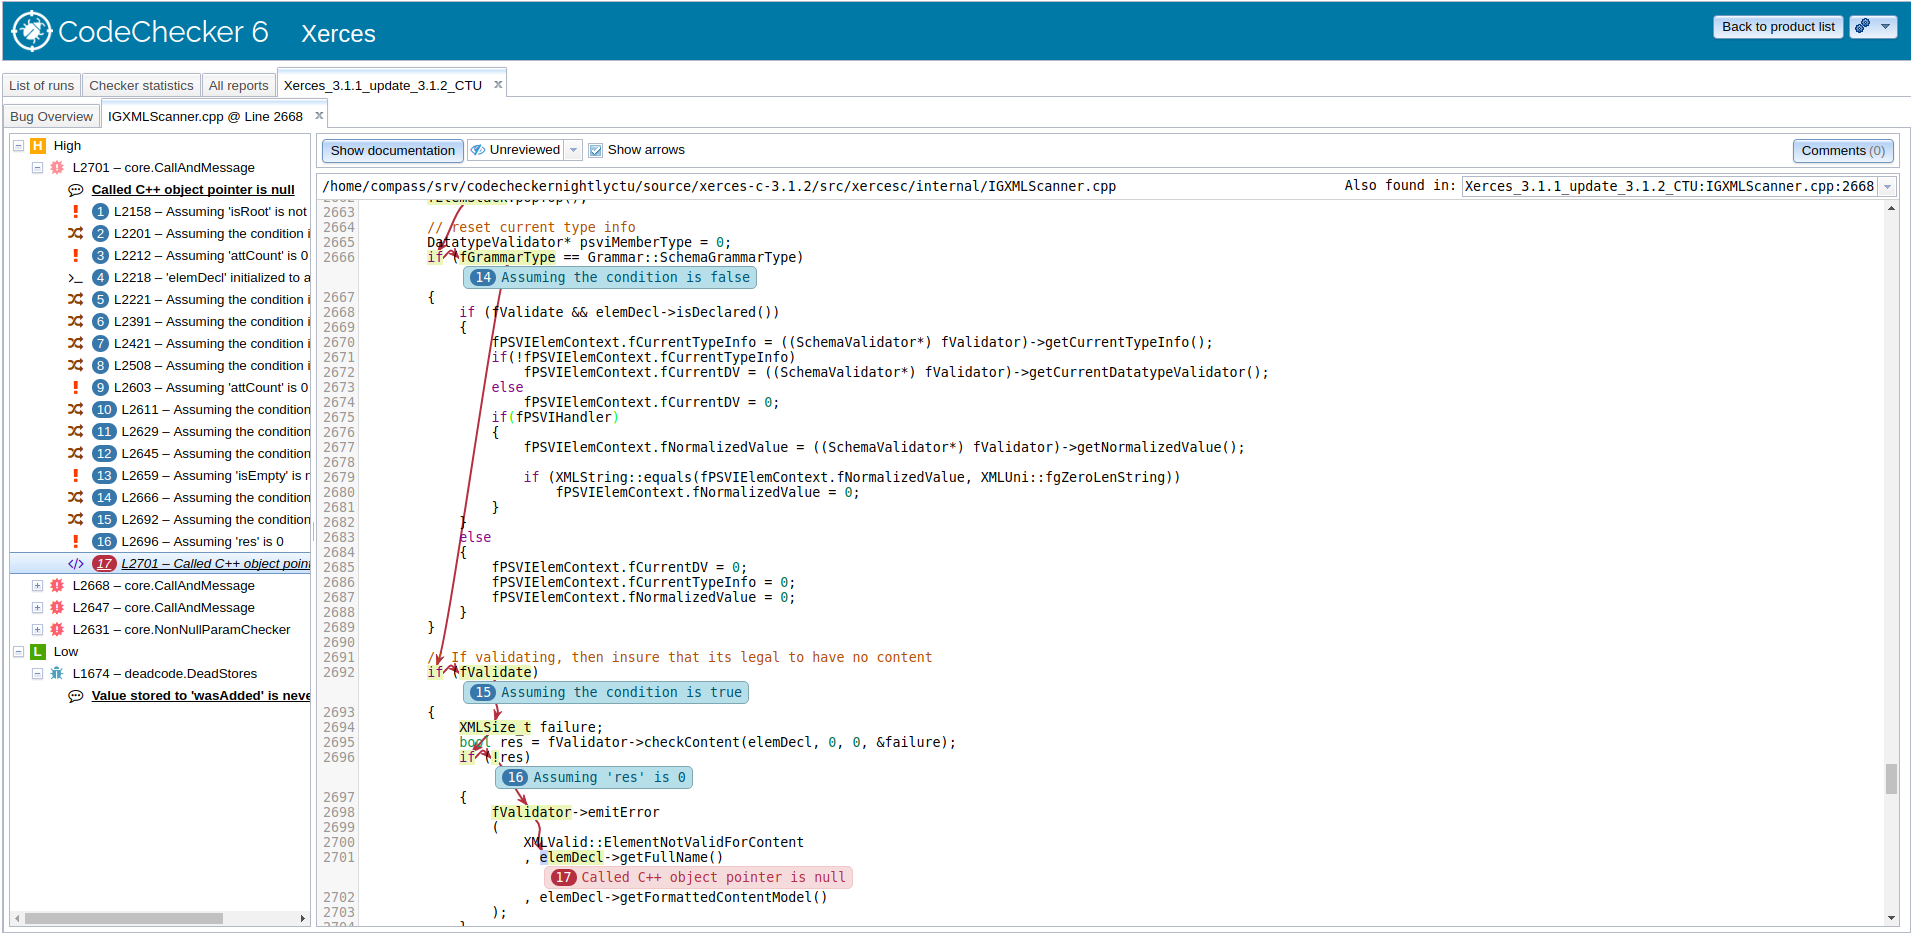 CodeChecker 6 Xerces Back to product list
List of runs Checker statistics All reports Xerces_3.1.1_update_3.1.2_CTU x
Bug Overview IGXMLScanner.cpp @ Line 2668 x
H High
L2701 – core.CallAndMessage
Called C++ object pointer is null
! 1 L2158 – Assuming 'isRoot' is not
2 L2201 – Assuming the condition i
! 3 L2212 – Assuming 'attCount' is 0
>_ 4 L2218 – 'elemDecl' initialized to a
5 L2221 – Assuming the condition i
6 L2391 – Assuming the condition i
7 L2421 – Assuming the condition i
8 L2508 – Assuming the condition i
! 9 L2603 – Assuming 'attCount' is 0
10 L2611 – Assuming the condition
11 L2629 – Assuming the condition
12 L2645 – Assuming the condition
! 13 L2659 – Assuming 'isEmpty' is r
14 L2666 – Assuming the condition
15 L2692 – Assuming the condition
! 16 L2696 – Assuming 'res' is 0
</> 17 L2701 – Called C++ object poin
L2668 – core.CallAndMessage
L2647 – core.CallAndMessage
L2631 – core.NonNullParamChecker
L Low
L1674 – deadcode.DeadStores
Value stored to 'wasAdded' is neve
Show documentation Unreviewed Show arrows Comments (0)
/home/compass/srv/codecheckernightlyctu/source/xerces-c-3.1.2/src/xercesc/internal/IGXMLScanner.cpp Also found in: Xerces_3.1.1_update_3.1.2_CTU:IGXMLScanner.cpp:2668
2662 fElemStack.popTop();
2663
2664 // reset current type info
2665 DatatypeValidator* psviMemberType = 0;
2666 if (fGrammarType == Grammar::SchemaGrammarType)
14 Assuming the condition is false
2667 {
2668 if (fValidate && elemDecl->isDeclared())
2669 {
2670 fPSVIElemContext.fCurrentTypeInfo = ((SchemaValidator*) fValidator)->getCurrentTypeInfo();
2671 if(!fPSVIElemContext.fCurrentTypeInfo)
2672 fPSVIElemContext.fCurrentDV = ((SchemaValidator*) fValidator)->getCurrentDatatypeValidator();
2673 else
2674 fPSVIElemContext.fCurrentDV = 0;
2675 if(fPSVIHandler)
2676 {
2677 fPSVIElemContext.fNormalizedValue = ((SchemaValidator*) fValidator)->getNormalizedValue();
2678
2679 if (XMLString::equals(fPSVIElemContext.fNormalizedValue, XMLUni::fgZeroLenString))
2680 fPSVIElemContext.fNormalizedValue = 0;
2681 }
2682 }
2683 else
2684 {
2685 fPSVIElemContext.fCurrentDV = 0;
2686 fPSVIElemContext.fCurrentTypeInfo = 0;
2687 fPSVIElemContext.fNormalizedValue = 0;
2688 }
2689 }
2690
2691 // If validating, then insure that its legal to have no content
2692 if (fValidate)
15 Assuming the condition is true
2693 {
2694 XMLSize_t failure;
2695 bool res = fValidator->checkContent(elemDecl, 0, 0, &failure);
2696 if (!res)
16 Assuming 'res' is 0
2697 {
2698 fValidator->emitError
2699 (
2700 XMLValid::ElementNotValidForContent
2701 , elemDecl->getFullName()
17 Called C++ object pointer is null
2702 , elemDecl->getFormattedContentModel()
2703 );
2704 }